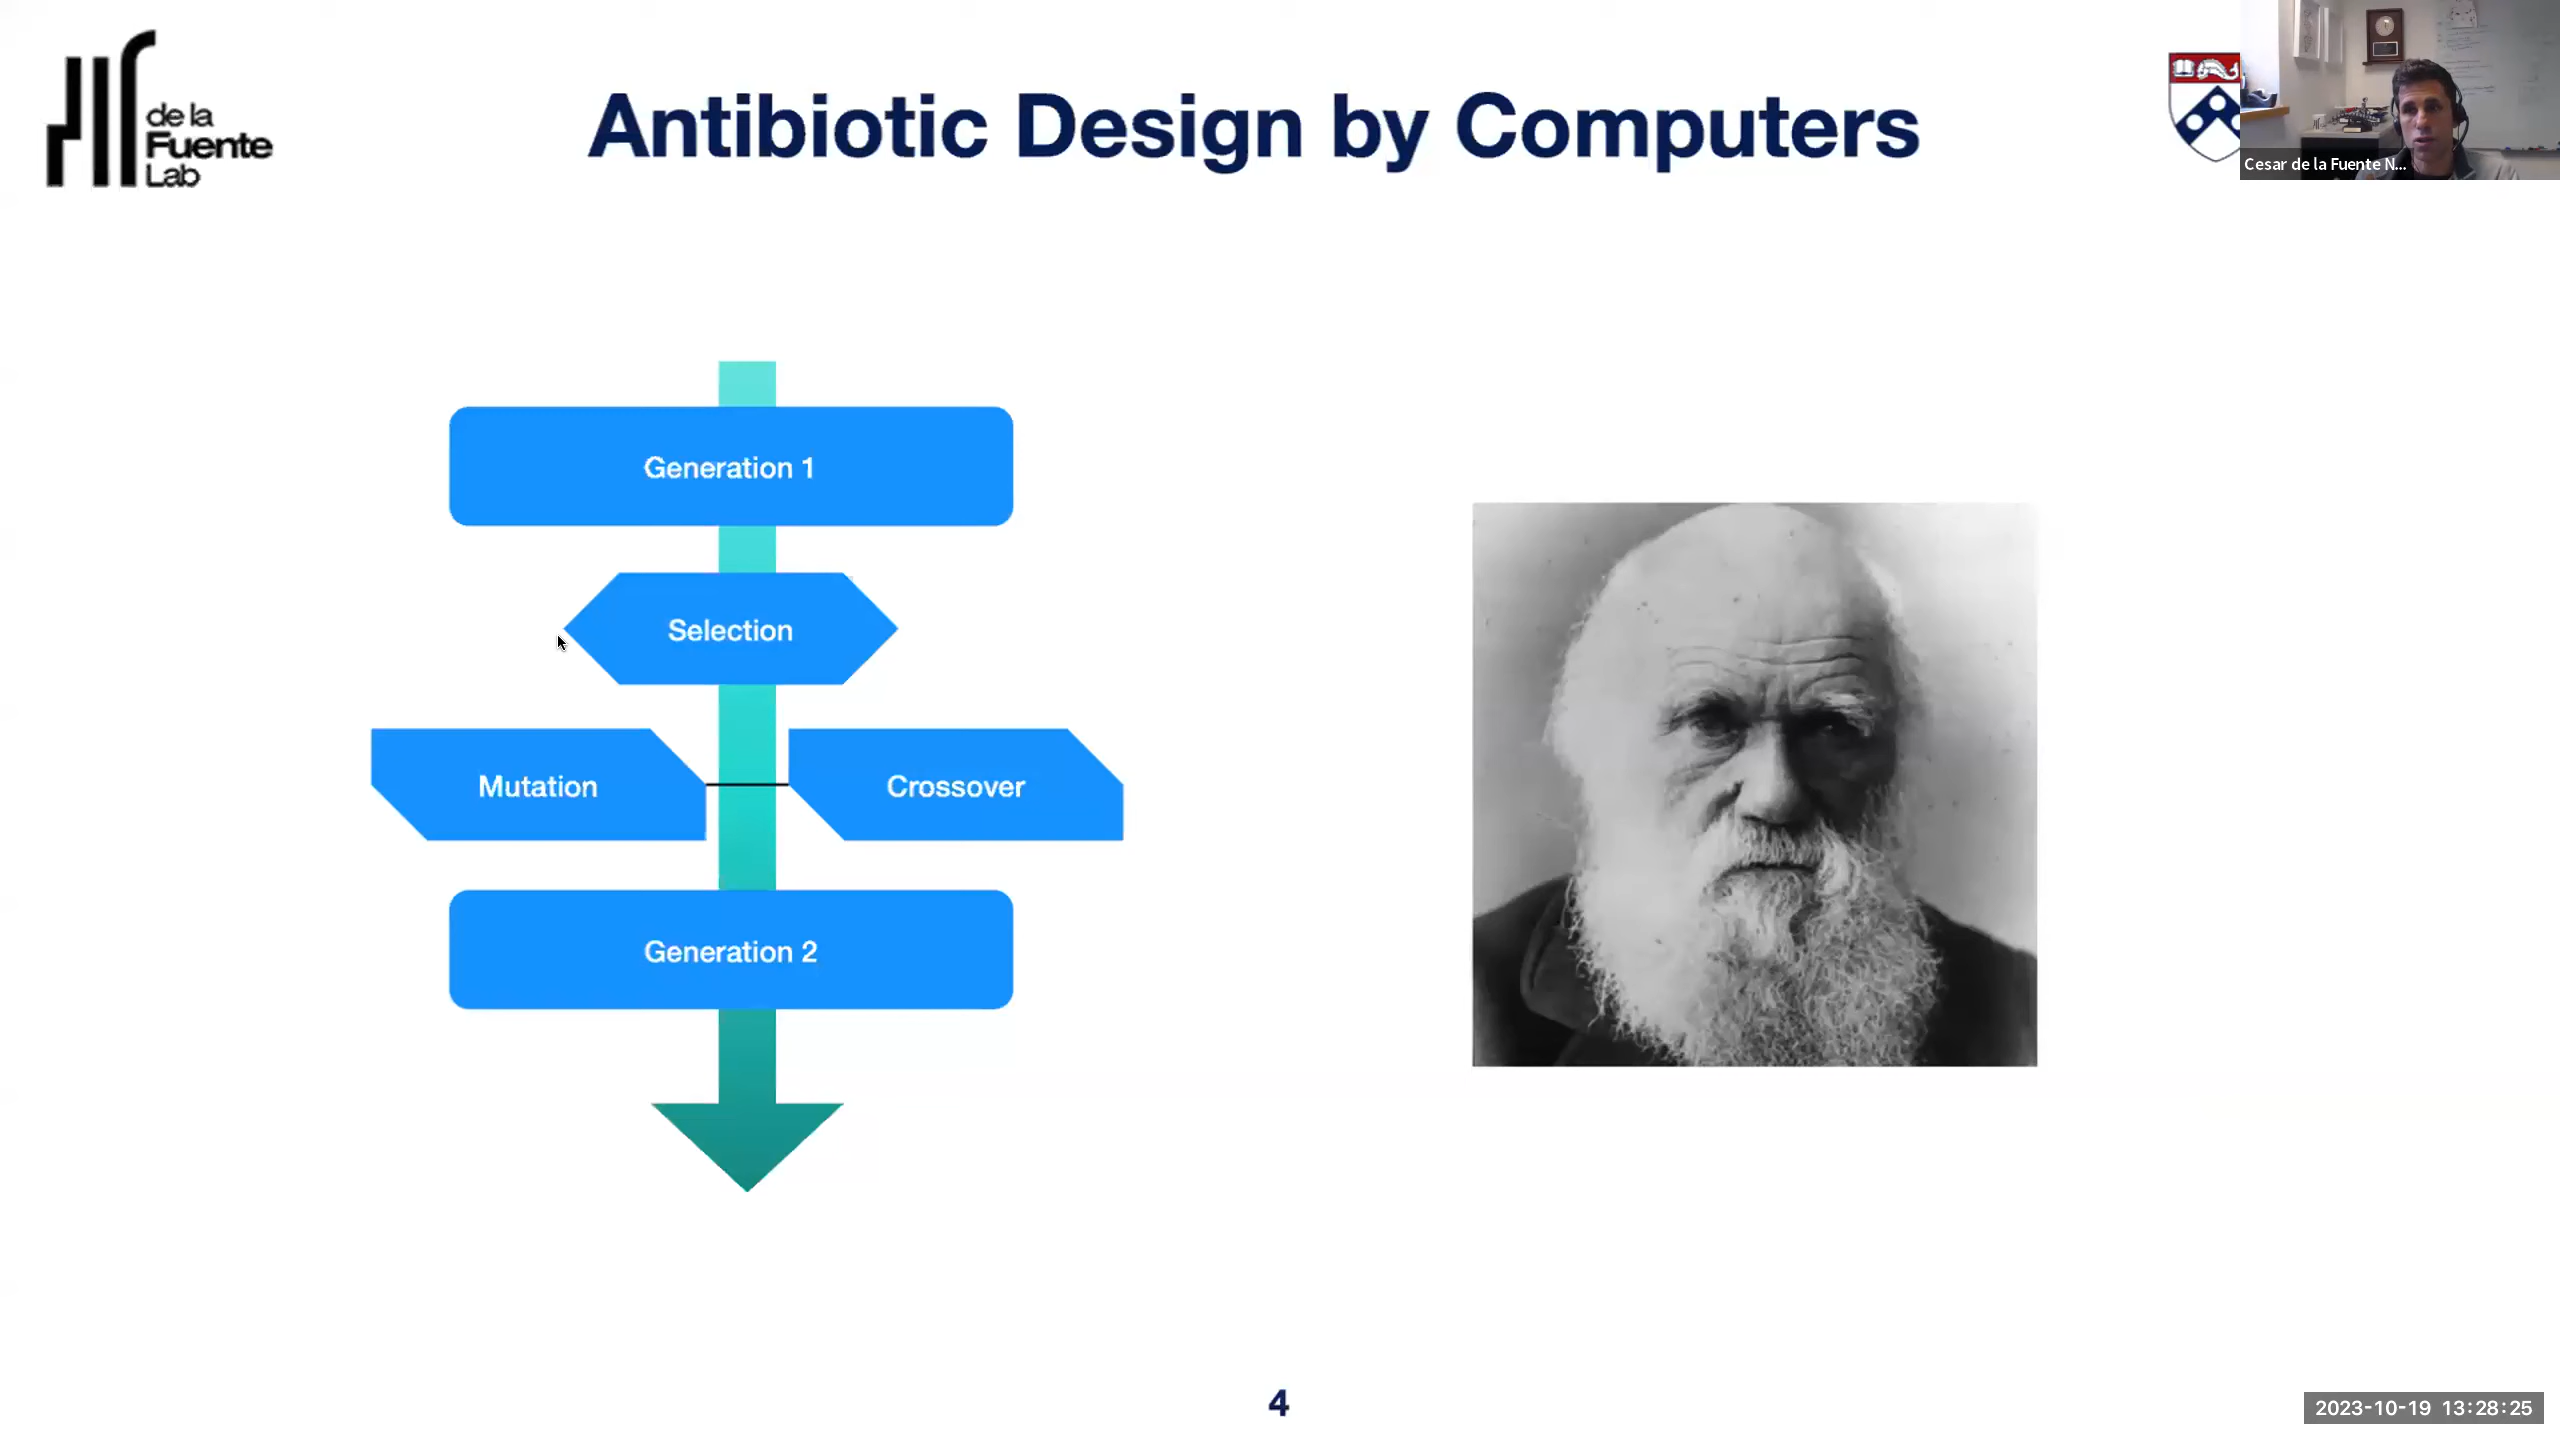 de la
Fuente
Lab
Antibiotic Design by Computers
Cesar de la Fuente N...
Generation 1
Selection
Mutation
Crossover
Generation 2
4
2023-10-19 13:28:25